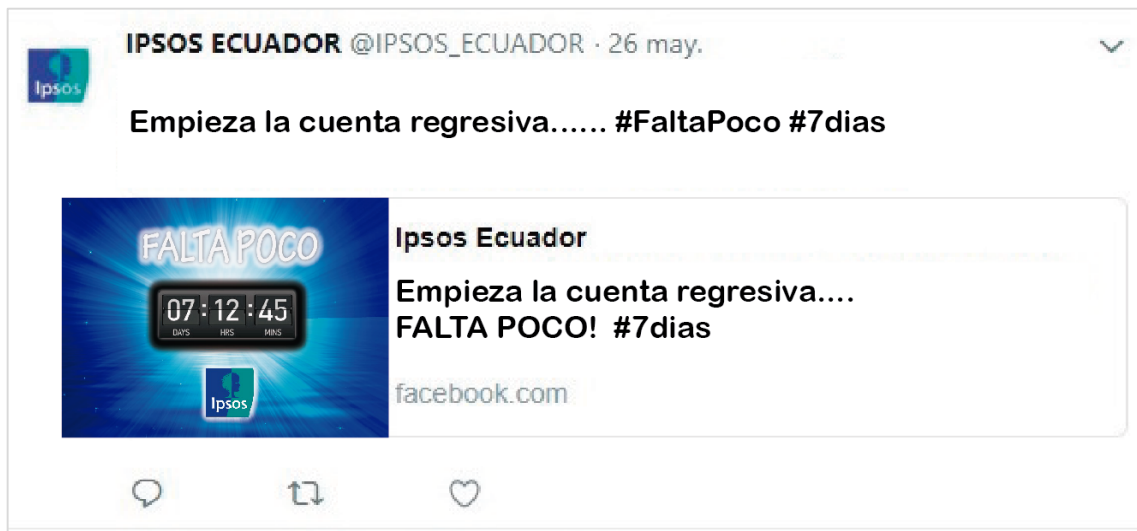 IPSOS ECUADOR @IPSOS_ECUADOR · 26 may.
Ipsos
Empieza la cuenta regresiva...... #FaltaPoco #7dias
FALTA POCO
07:12:45
DAYS HRS MINS
Ipsos
Ipsos Ecuador
Empieza la cuenta regresiva....
FALTA POCO! #7dias
facebook.com